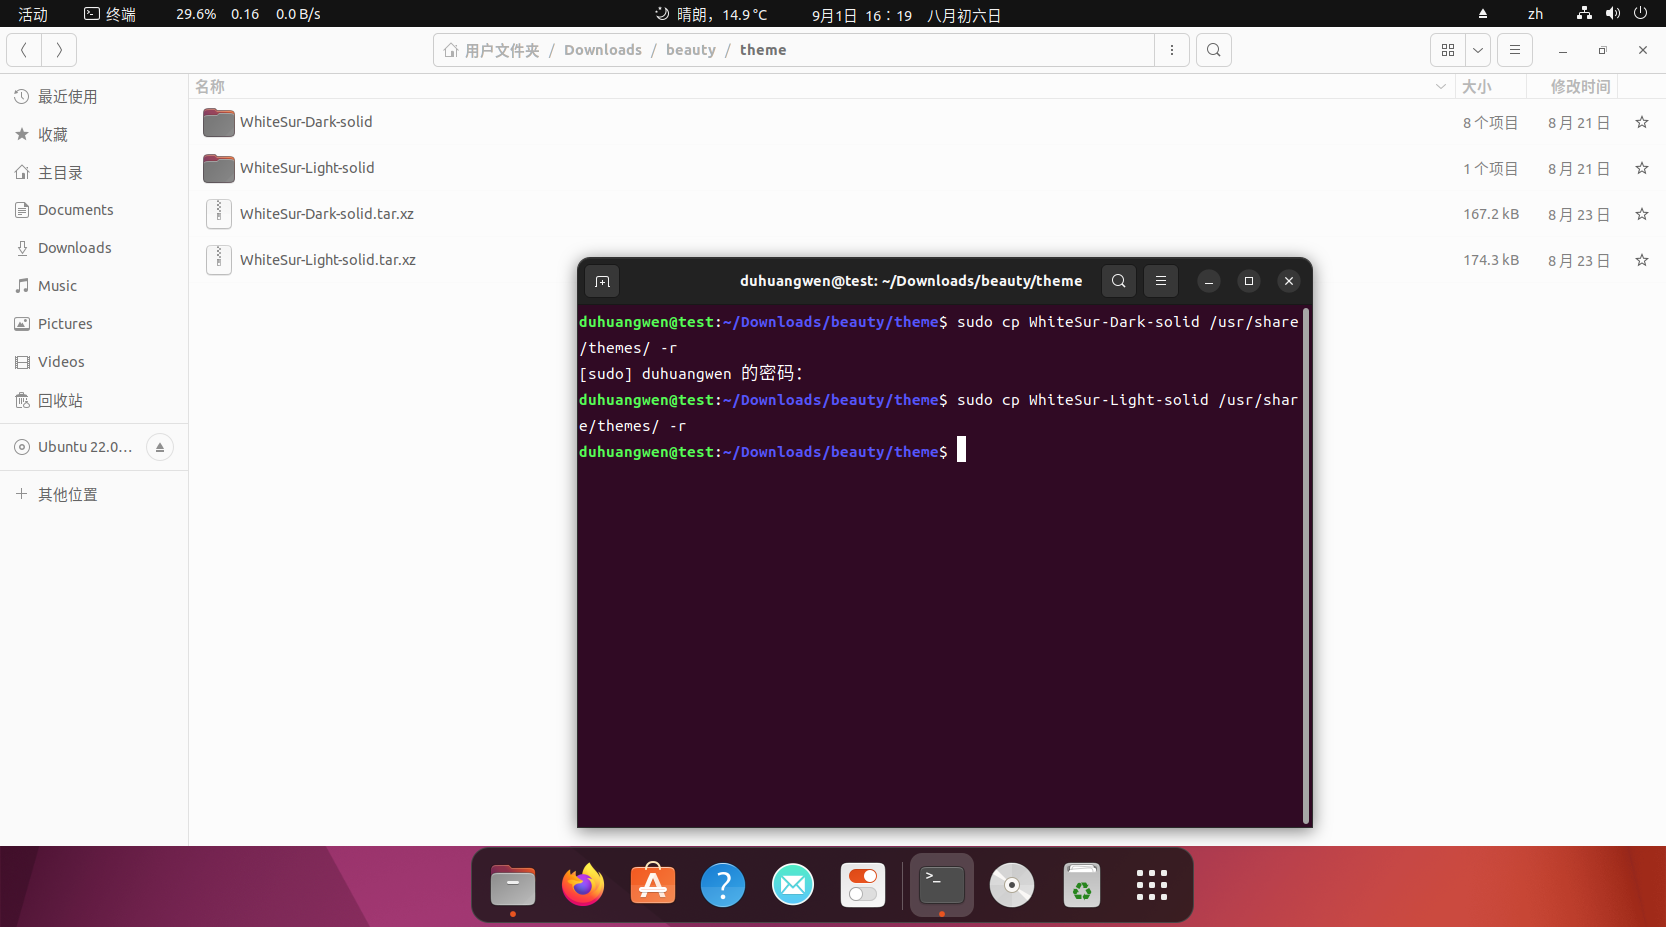 活动 终端 29.6% 0.16 0.0 B/s 晴朗，14.9 °C 9月1日 16：19 八月初六日 zh
用户文件夹 / Downloads / beauty / theme
名称 大小 修改时间
最近使用
收藏
主目录
Documents
Downloads
Music
Pictures
Videos
回收站
Ubuntu 22.0…
其他位置
WhiteSur-Dark-solid 8 个项目 8 月 21 日
WhiteSur-Light-solid 1 个项目 8 月 21 日
WhiteSur-Dark-solid.tar.xz 167.2 kB 8 月 23 日
WhiteSur-Light-solid.tar.xz 174.3 kB 8 月 23 日
duhuangwen@test: ~/Downloads/beauty/theme
duhuangwen@test:~/Downloads/beauty/theme$ sudo cp WhiteSur-Dark-solid /usr/share
/themes/ -r
[sudo] duhuangwen 的密码：
duhuangwen@test:~/Downloads/beauty/theme$ sudo cp WhiteSur-Light-solid /usr/shar
e/themes/ -r
duhuangwen@test:~/Downloads/beauty/theme$